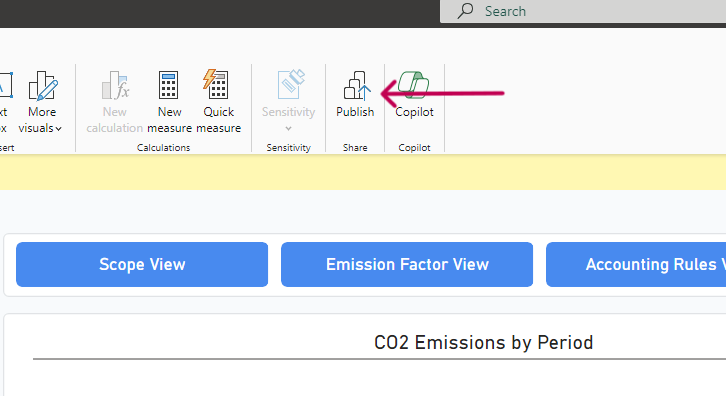 Search
xt
ox
More
visuals
New
calculation
New
measure
Quick
measure
Sensitivity
Publish
Copilot
sert
Calculations
Sensitivity
Share
Copilot
Scope View
Emission Factor View
Accounting Rules V
CO2 Emissions by Period